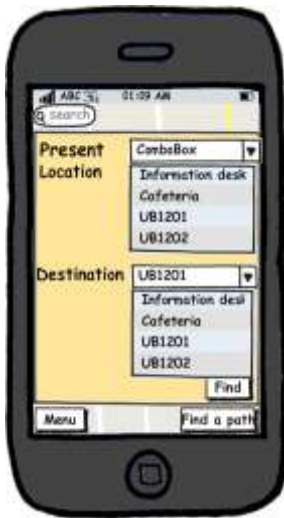 ABC 01:09 AM
search
Present Location
ComboBox
Information desk
Cafeteria
UB1201
UB1202
Destination
UB1201
Information desk
Cafeteria
UB1201
UB1202
Find
Menu
Find a path